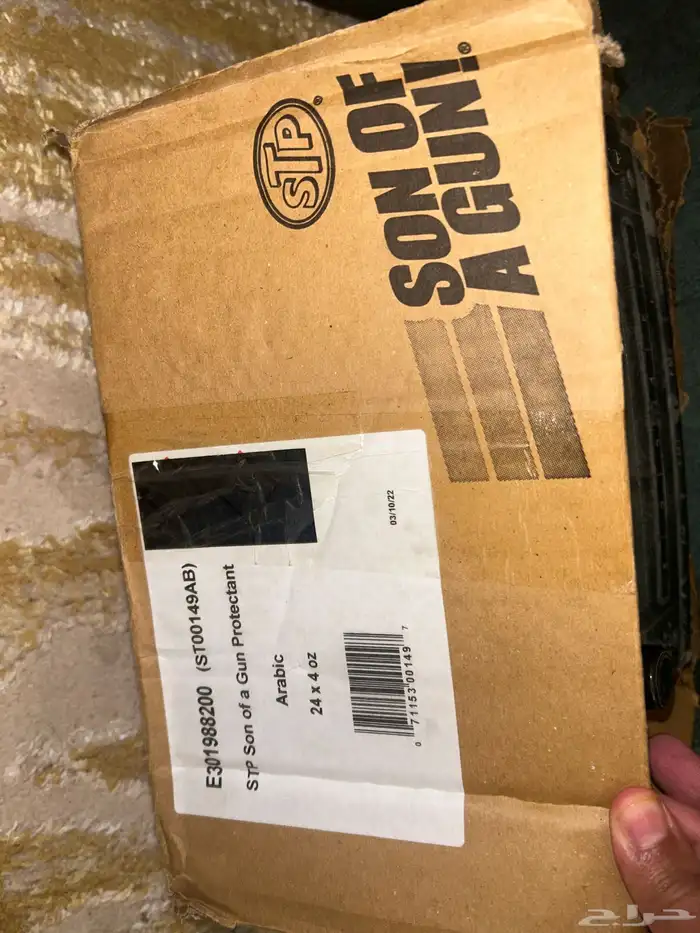 STP®
SON OF
A GUN!®
E301988200 (ST00149AB)
STP Son of a Gun Protectant
Arabic
24 x 4 oz
03/10/22
0 71153 00149 7
حراج